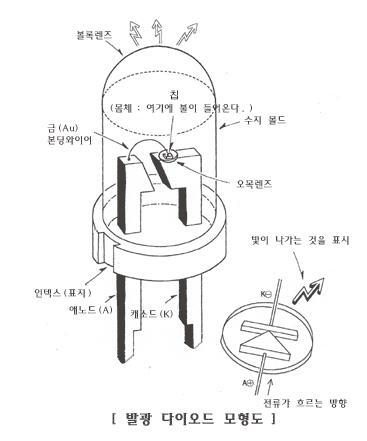 볼록렌즈
칩
(몸체 : 여기에 불이 들어온다.)
금(Au)
본딩와이어
수지 몰드
오목렌즈
빛이 나가는 것을 표시
인덱스(표지)
애노드(A)
캐소드(K)
K⊖
A⊕
전류가 흐르는 방향
[ 발광 다이오드 모형도 ]